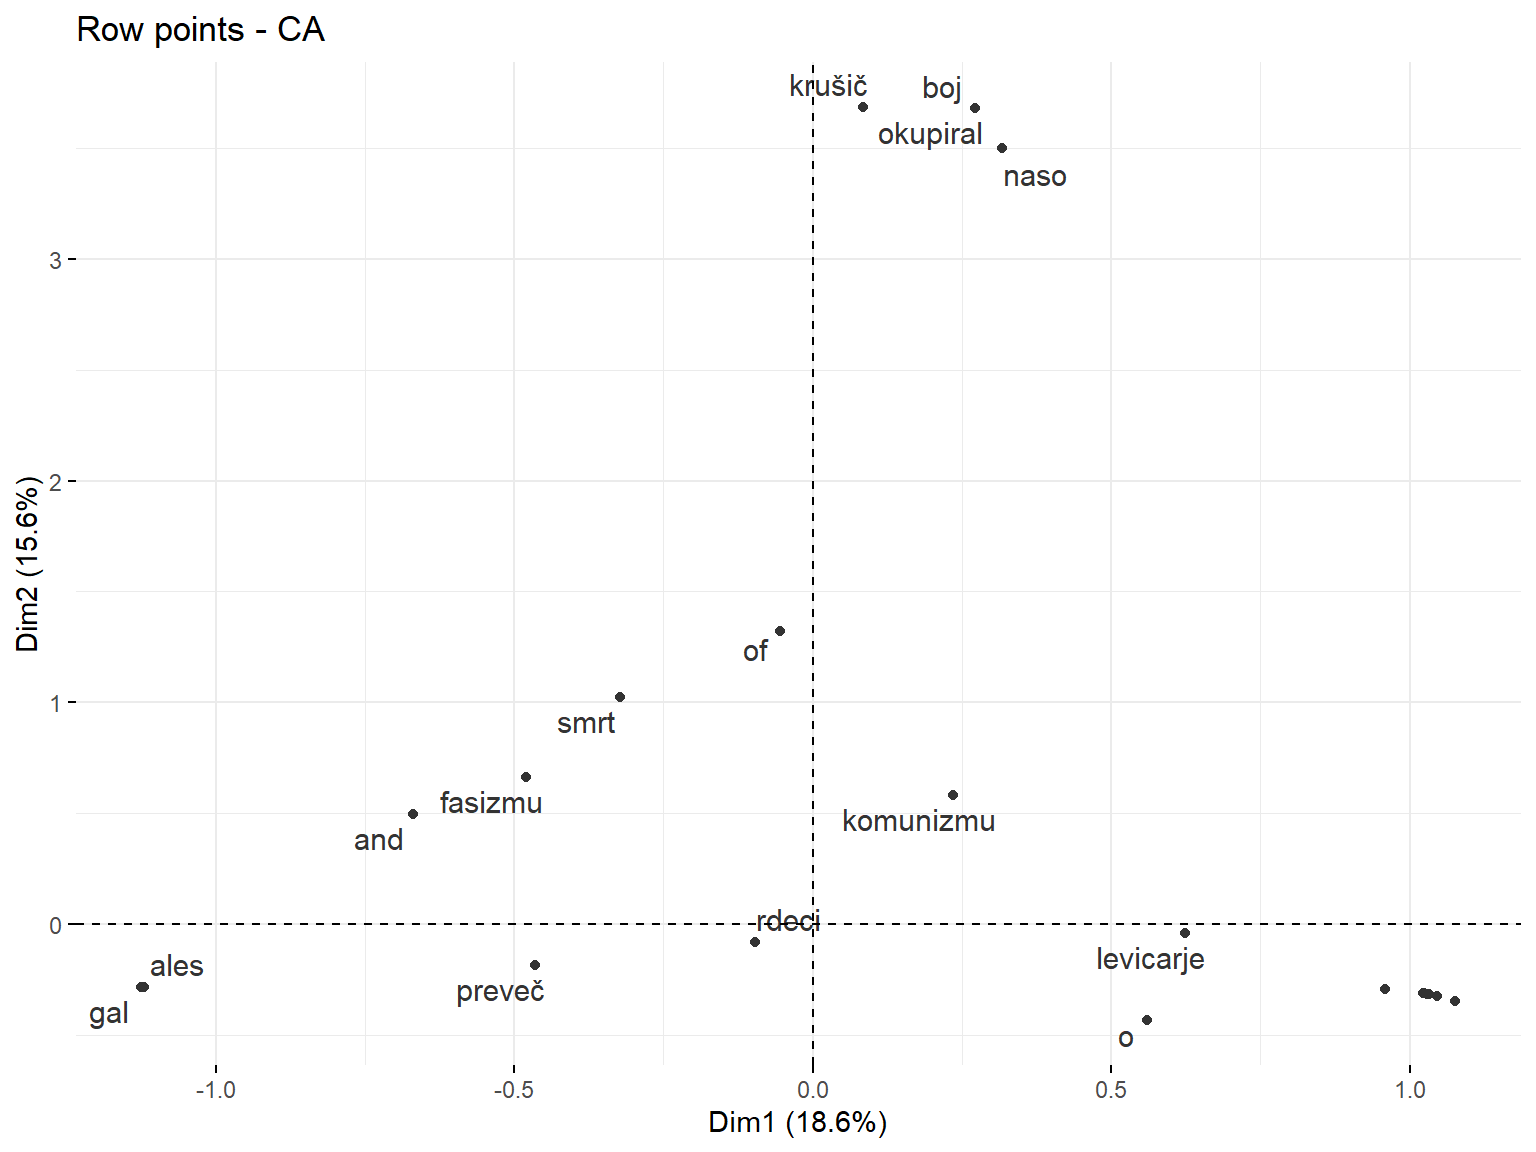 Row points - CA
krušič
boj
okupiral
naso
3
2
of
1
smrt
fasizmu
komunizmu
and
rdeci
0
levicarje
ales
preveč
gal
o
-1.0
-0.5
0.0
0.5
1.0
Dim1 (18.6%)
Dim2 (15.6%)